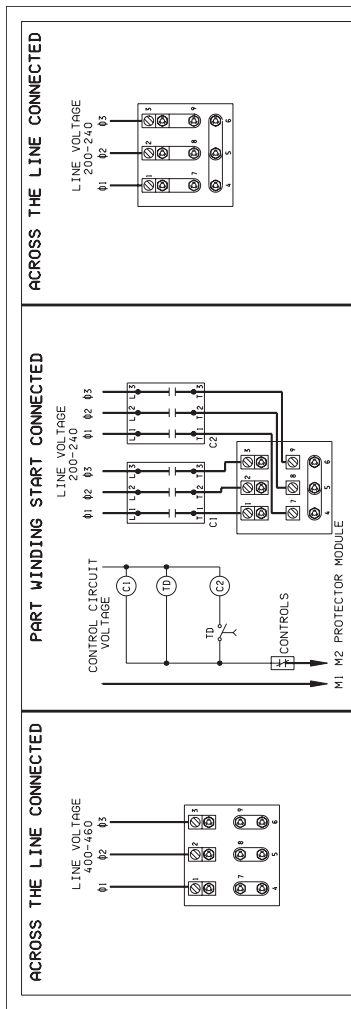 ACROSS THE LINE CONNECTED
LINE VOLTAGE
400-460
Φ1 Φ2 Φ3
1 2 3
7 8 9
4 5 6
PART WINDING START CONNECTED
CONTROL CIRCUIT
VOLTAGE
C1
TD
C2
TD
CONTROLS
M1 M2 PROTECTOR MODULE
LINE VOLTAGE
200-240
Φ1 Φ2 Φ3 Φ1 Φ2 Φ3
L1 L2 L3 L1 L2 L3
T1 T2 T3 T1 T2 T3
C1 C2
1 2 3
7 8 9
4 5 6
ACROSS THE LINE CONNECTED
LINE VOLTAGE
200-240
Φ1 Φ2 Φ3
1 2 3
7 8 9
4 5 6